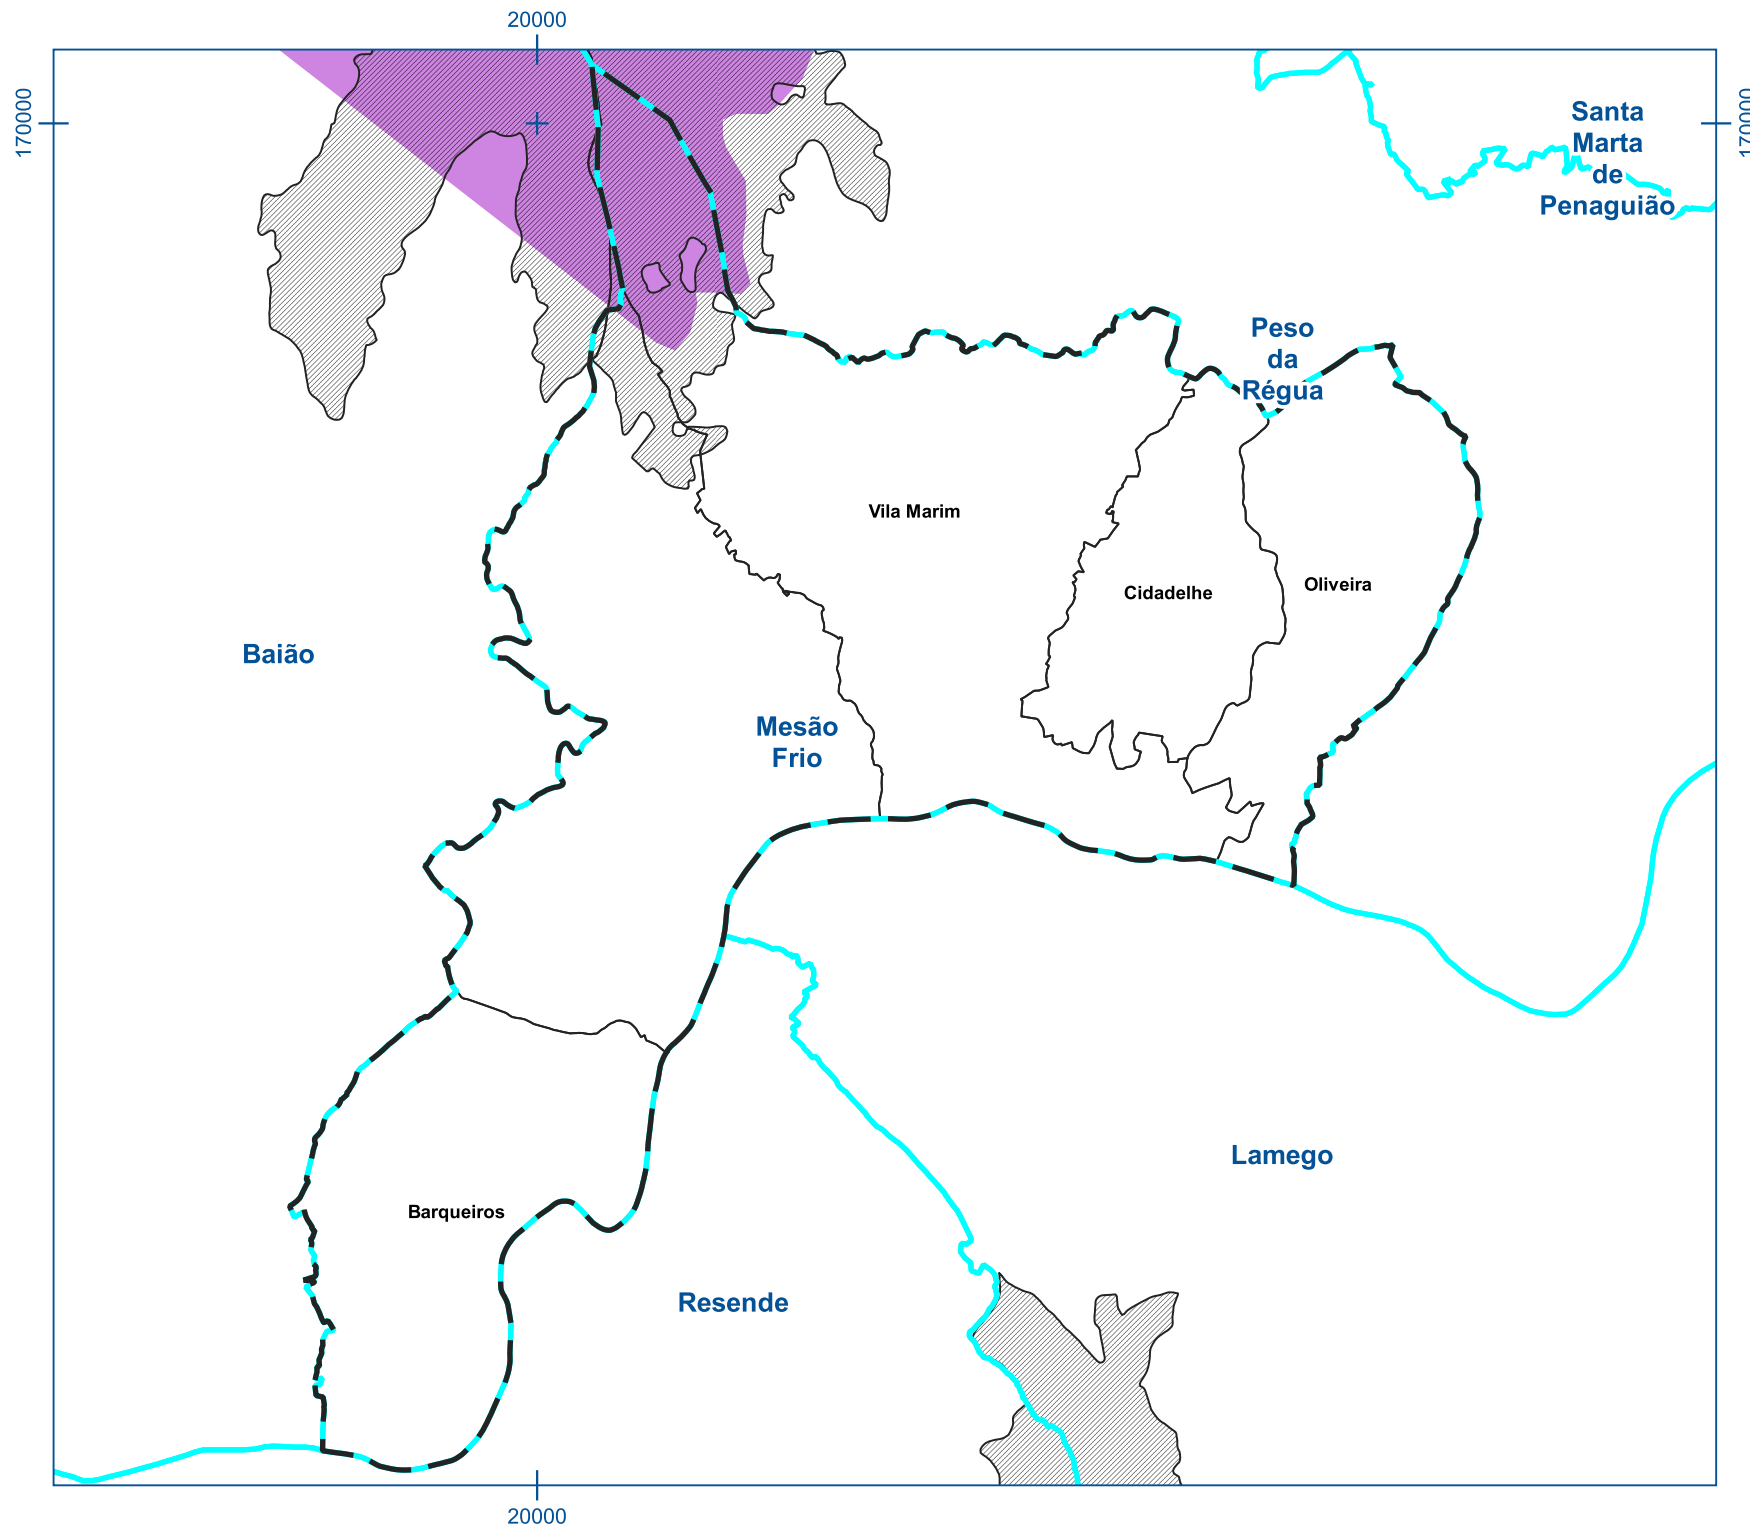 20000
170000
170000
Santa
Marta
de
Penaguião
Peso
da
Régua
Vila Marim
Cidadelhe
Oliveira
Baião
Mesão
Frio
Lamego
Barqueiros
Resende
20000